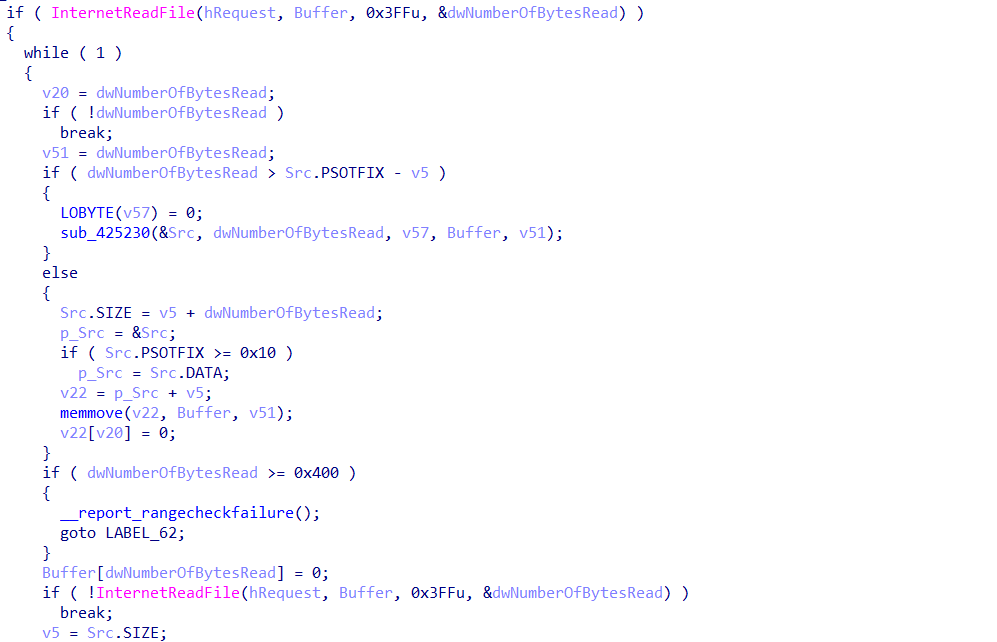 if ( InternetReadFile(hRequest, Buffer, 0x3FFu, &dwNumberOfBytesRead) )
{
while ( 1 )
{
v20 = dwNumberOfBytesRead;
if ( !dwNumberOfBytesRead )
break;
v51 = dwNumberOfBytesRead;
if ( dwNumberOfBytesRead > Src.PSOTFIX - v5 )
{
LOBYTE(v57) = 0;
sub_425230(&Src, dwNumberOfBytesRead, v57, Buffer, v51);
}
else
{
Src.SIZE = v5 + dwNumberOfBytesRead;
p_Src = &Src;
if ( Src.PSOTFIX >= 0x10 )
p_Src = Src.DATA;
v22 = p_Src + v5;
memmove(v22, Buffer, v51);
v22[v20] = 0;
}
if ( dwNumberOfBytesRead >= 0x400 )
{
__report_rangecheckfailure();
goto LABEL_62;
}
Buffer[dwNumberOfBytesRead] = 0;
if ( !InternetReadFile(hRequest, Buffer, 0x3FFu, &dwNumberOfBytesRead) )
break;
v5 = Src.SIZE;